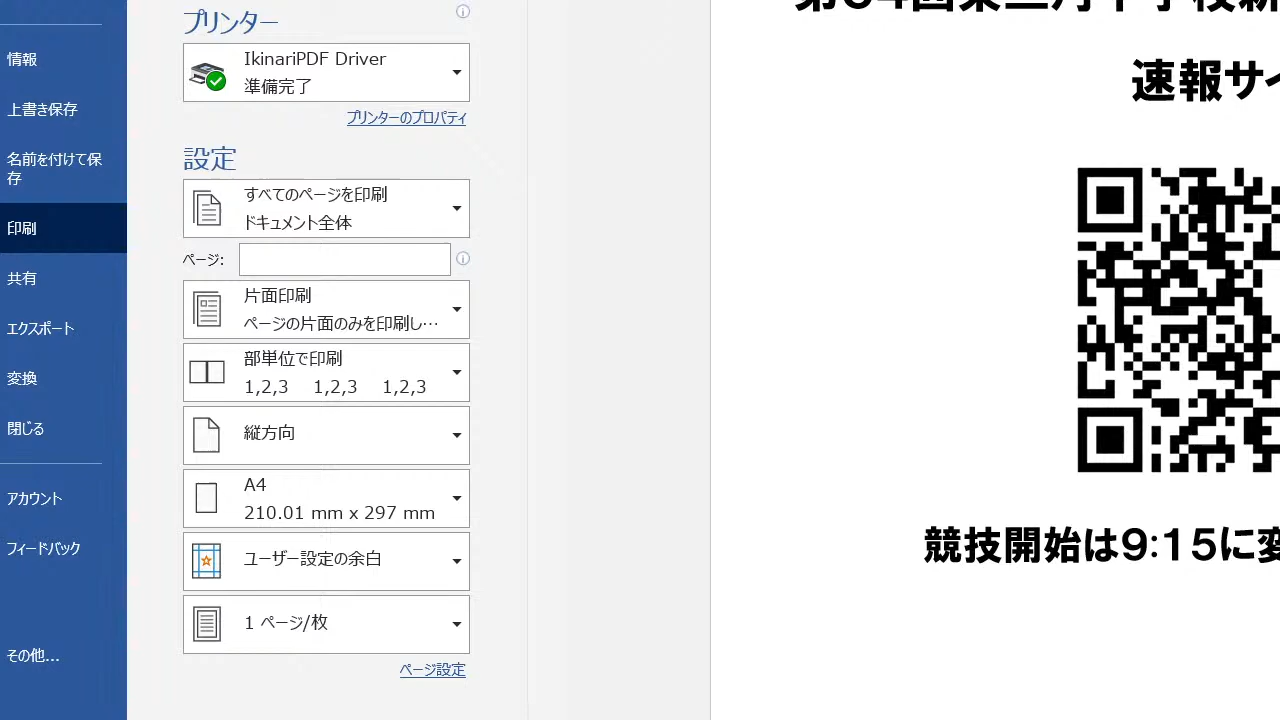 情報
上書き保存
名前を付けて保
存
印刷
共有
エクスポート
変換
閉じる
アカウント
フィードバック
その他...
プリンター
IkinariPDF Driver
準備完了
プリンターのプロパティ
設定
すべてのページを印刷
ドキュメント全体
ページ:
片面印刷
ページの片面のみを印刷し…
部単位で印刷
1,2,3 1,2,3 1,2,3
縦方向
A4
210.01 mm x 297 mm
ユーザー設定の余白
1 ページ/枚
ページ設定
速報サイ
競技開始は9:15に変